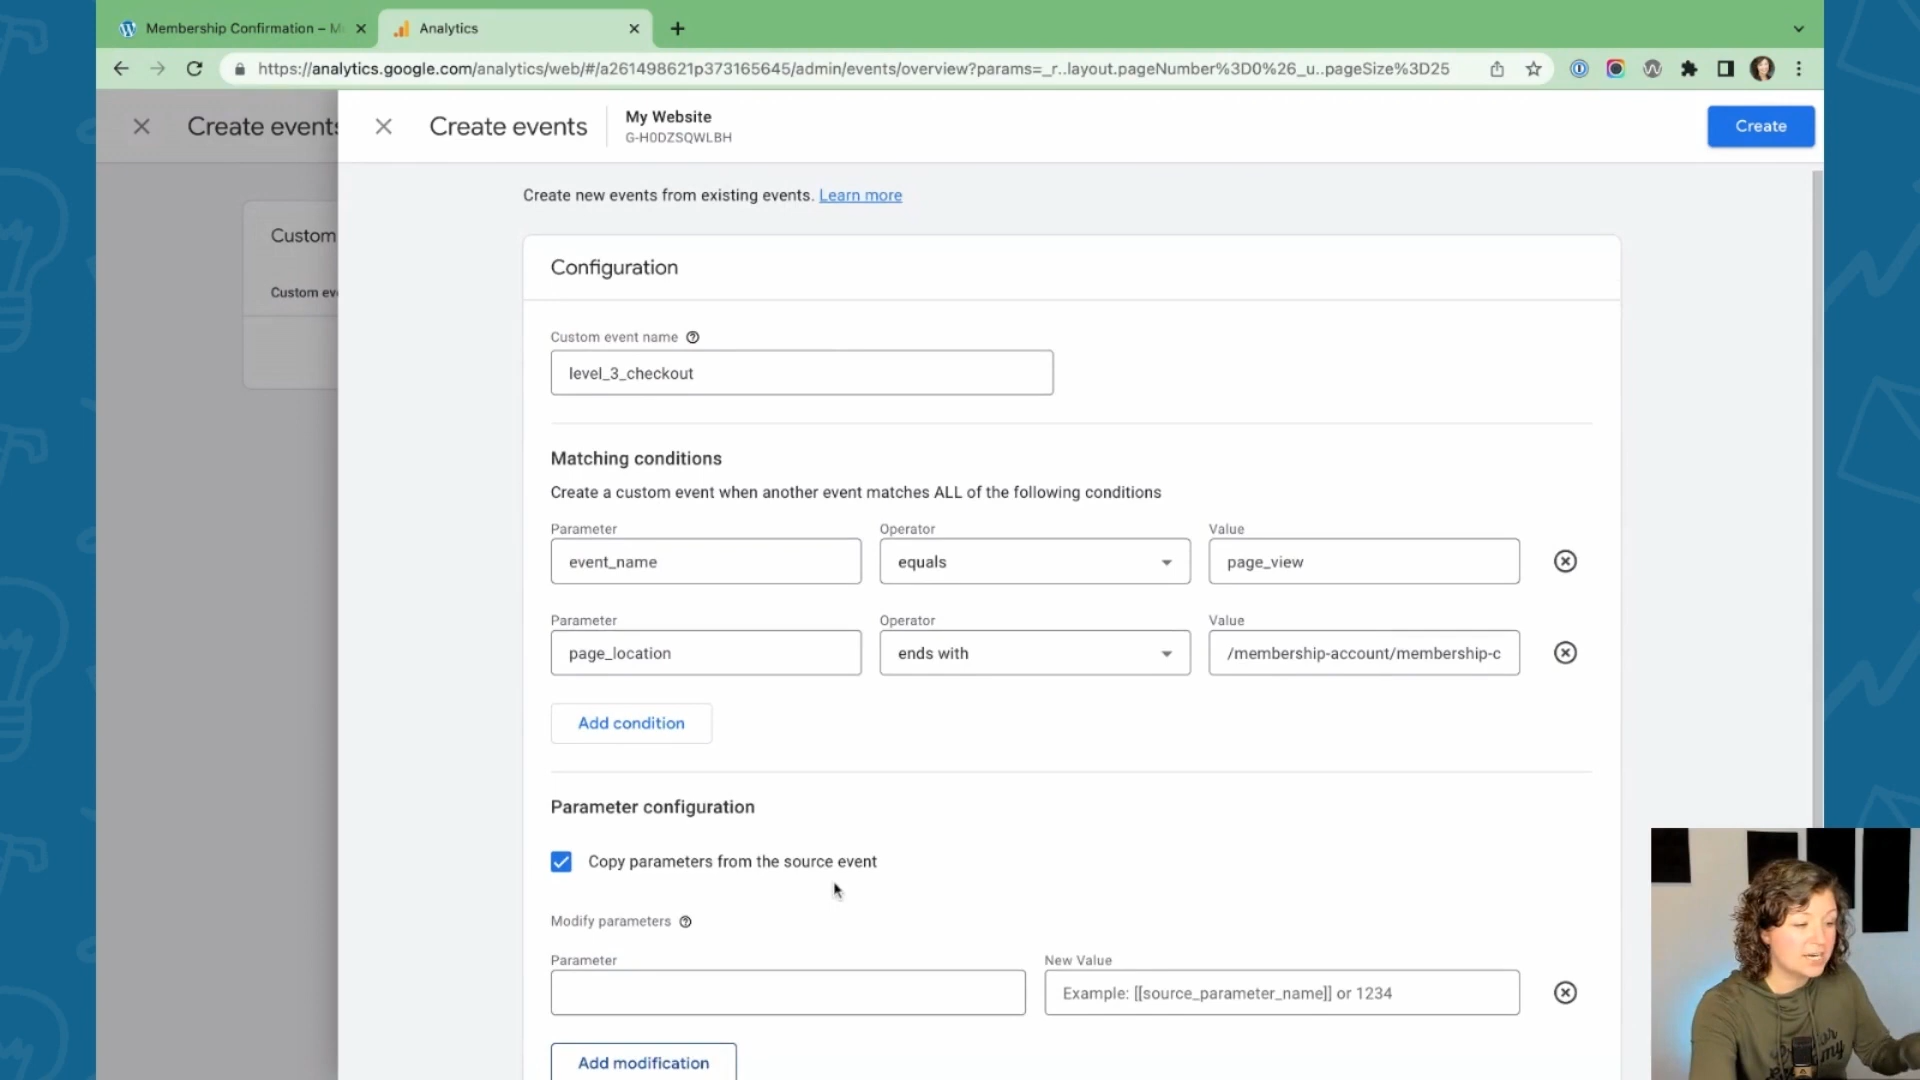 Membership Confirmation – M
Analytics
https://analytics.google.com/analytics/web/#/a261498621p373165645/admin/events/overview?params=_r..layout.pageNumber%3D0%26_u..pageSize%3D25
Create events
Create events
My Website
G-H0DZSQWLBH
Create
Create new events from existing events. Learn more
Custom
Custom ev
Configuration
Custom event name
level_3_checkout
Matching conditions
Create a custom event when another event matches ALL of the following conditions
Parameter Operator Value
event_name equals page_view
Parameter Operator Value
page_location ends with /membership-account/membership-c
Add condition
Parameter configuration
Copy parameters from the source event
Modify parameters
Parameter New Value
Example: [[source_parameter_name]] or 1234
Add modification